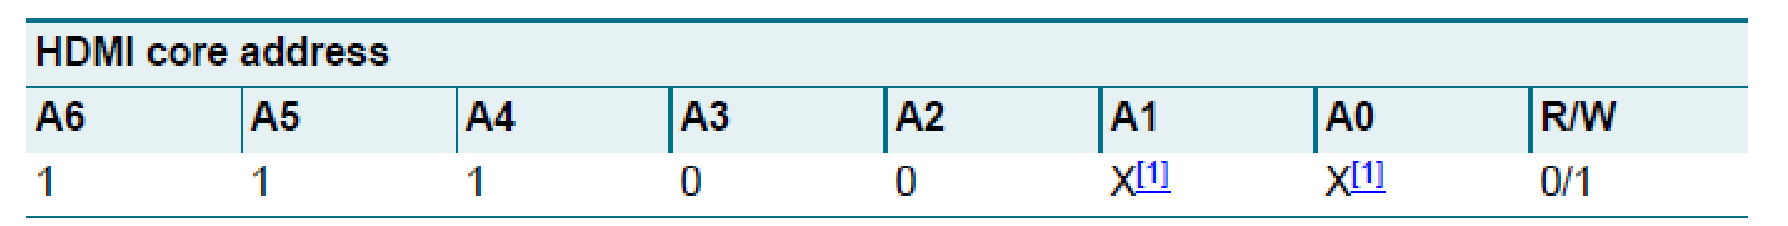 HDMI core address
A6 A5 A4 A3 A2 A1 A0 R/W
1 1 1 0 0 X[1] X[1] 0/1